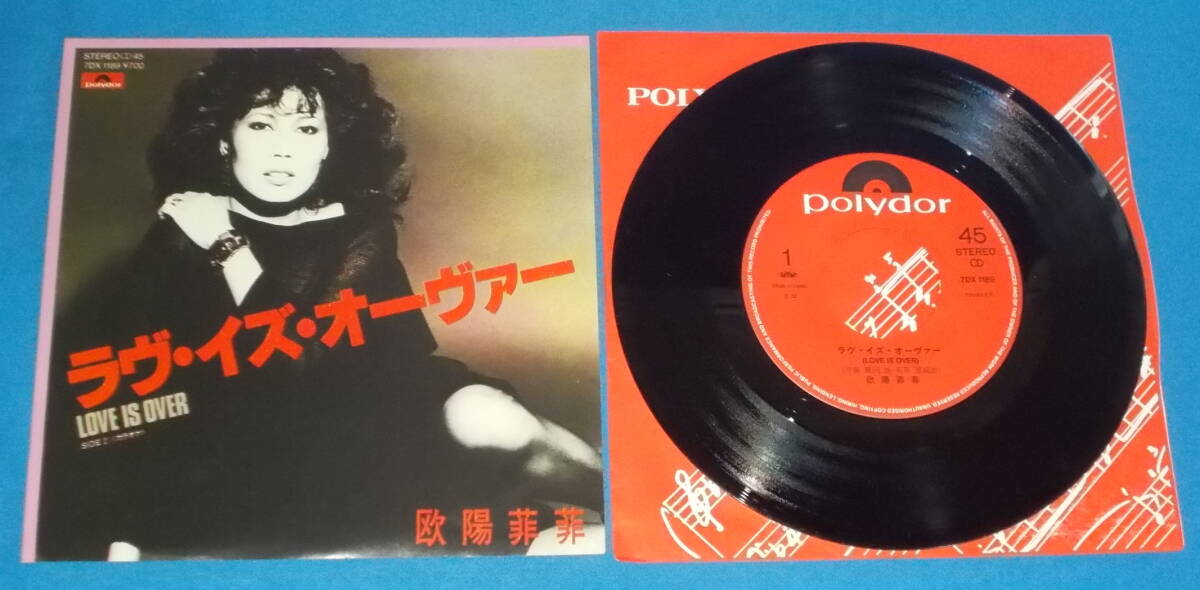 STEREO CD 45
7DX 1189 ¥700
polydor
ラヴ・イズ・オーヴァー
LOVE IS OVER
欧陽菲菲
POLY
polydor
1
45
STEREO
7DX 1189
ラヴ・イズ・オーヴァー
(LOVE IS OVER)
欧陽菲菲